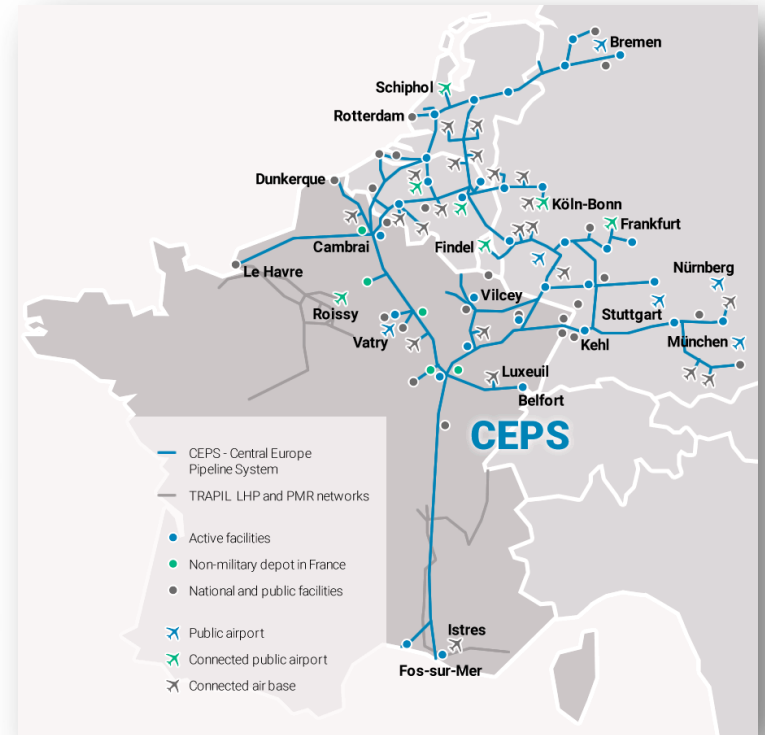 Bremen
Schiphol
Rotterdam
Dunkerque
Köln-Bonn
Frankfurt
Cambrai
Findel
Le Havre
Nürnberg
Vilcey
Roissy
Stuttgart
Vatry
Kehl
München
Luxeuil
Belfort
CEPS
CEPS - Central Europe
Pipeline System
TRAPIL LHP and PMR networks
Active facilities
Non-military depot in France
National and public facilities
Public airport
Connected public airport
Connected air base
Istres
Fos-sur-Mer